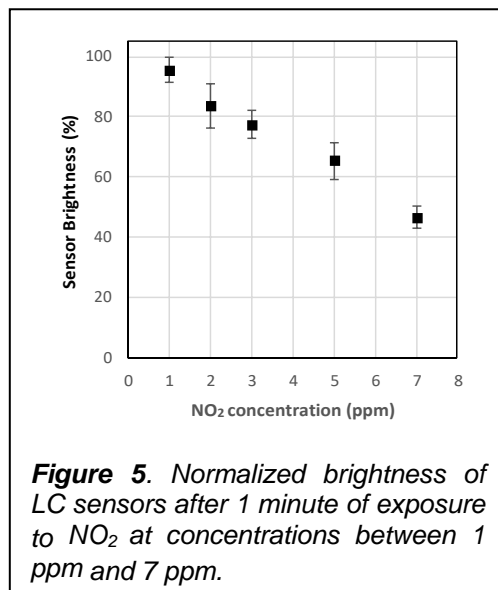 100
80
60
40
20
0
Sensor Brightness (%)
0 1 2 3 4 5 6 7 8
NO₂ concentration (ppm)
Figure 5. Normalized brightness of
LC sensors after 1 minute of exposure
to NO₂ at concentrations between 1
ppm and 7 ppm.